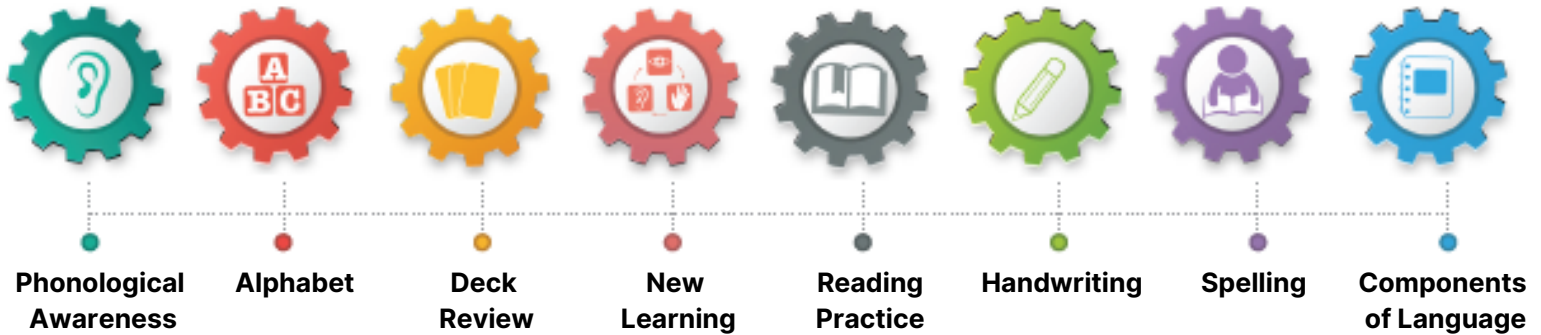 A
B C
Phonological
Awareness
Alphabet
Deck
Review
New
Learning
Reading
Practice
Handwriting
Spelling
Components
of Language